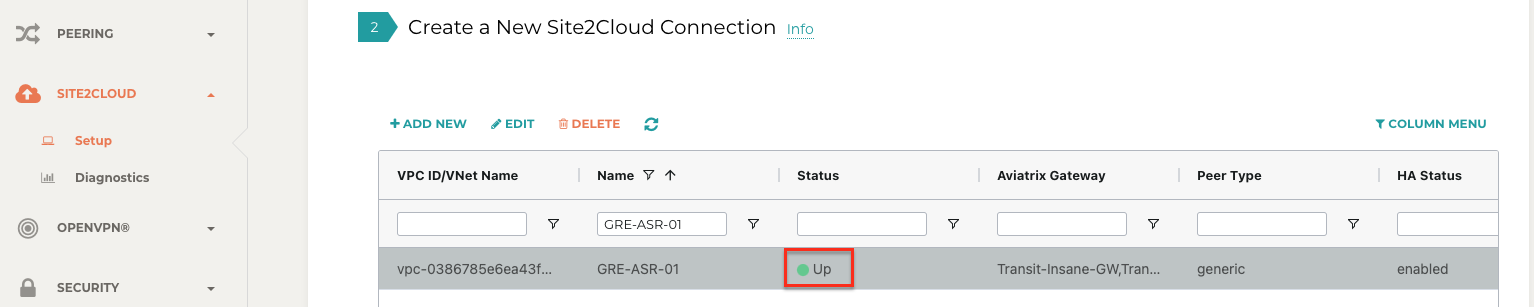 PEERING
SITE2CLOUD
Setup
Diagnostics
OPENVPN®
SECURITY
2 Create a New Site2Cloud Connection Info
+ ADD NEW EDIT DELETE COLUMN MENU
VPC ID/VNet Name Name Status Aviatrix Gateway Peer Type HA Status
GRE-ASR-01
vpc-0386785e6ea43f... GRE-ASR-01 Up Transit-Insane-GW,Tran... generic enabled